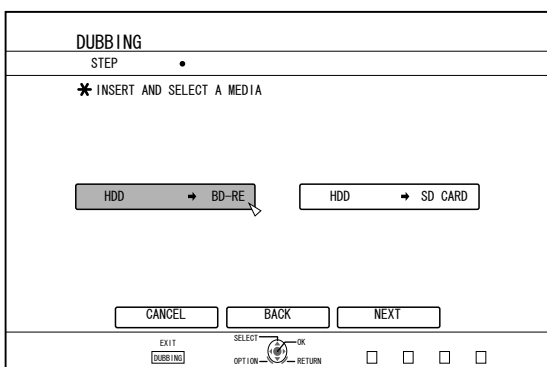 DUBBING
STEP
INSERT AND SELECT A MEDIA
HDD → BD-RE
HDD → SD CARD
CANCEL
BACK
NEXT
EXIT
DUBBING
SELECT
OK
OPTION
RETURN